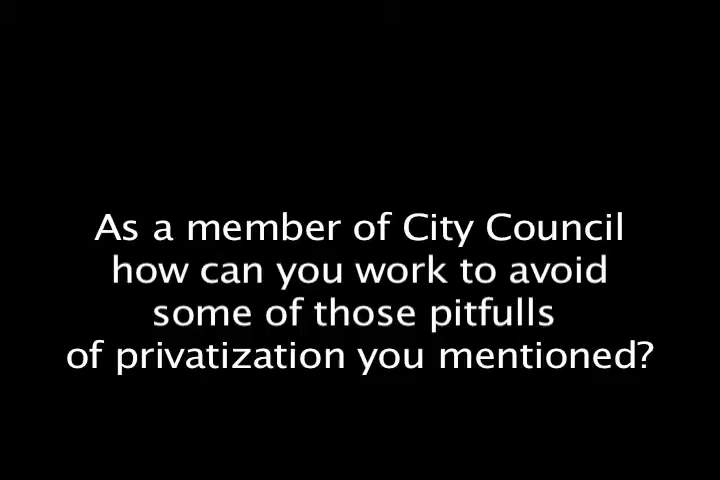 As a member of City Council
how can you work to avoid
some of those pitfulls
of privatization you mentioned?